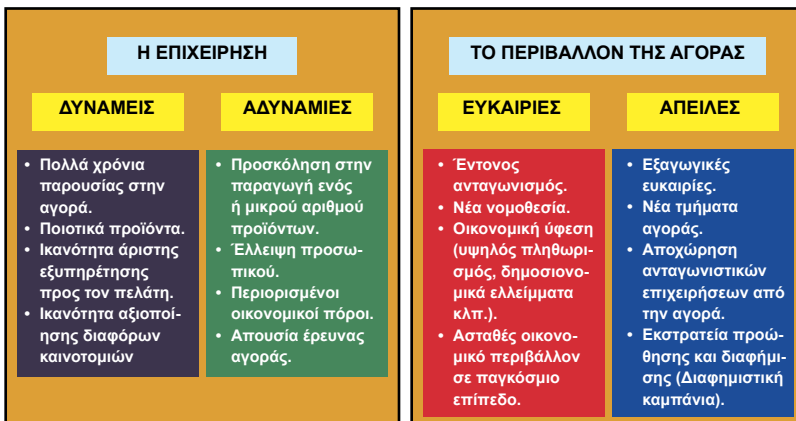 Η ΕΠΙΧΕΙΡΗΣΗ
ΔΥΝΑΜΕΙΣ
• Πολλά χρόνια
παρουσίας στην
αγορά.
• Ποιοτικά προϊόντα.
• Ικανότητα άριστης
εξυπηρέτησης
προς τον πελάτη.
• Ικανότητα αξιοποί-
ησης διαφόρων
καινοτομιών
ΑΔΥΝΑΜΙΕΣ
• Προσκόληση στην
παραγωγή ενός
ή μικρού αριθμού
προϊόντων.
• Έλλειψη προσω-
πικού.
• Περιορισμένοι
οικονομικοί πόροι.
• Απουσία έρευνας
αγοράς.
ΤΟ ΠΕΡΙΒΑΛΛΟΝ ΤΗΣ ΑΓΟΡΑΣ
ΕΥΚΑΙΡΙΕΣ
• Έντονος
ανταγωνισμός.
• Νέα νομοθεσία.
• Οικονομική ύφεση
(υψηλός πληθωρι-
σμός, δημοσιονο-
μικά ελλείμματα
κλπ.).
• Ασταθές οικονο-
μικό περιβάλλον
σε παγκόσμιο
επίπεδο.
ΑΠΕΙΛΕΣ
• Εξαγωγικές
ευκαιρίες.
• Νέα τμήματα
αγοράς.
• Αποχώρηση
ανταγωνιστικών
επιχειρήσεων από
την αγορά.
• Εκστρατεία προώ-
θησης και διαφήμι-
σης (Διαφημιστική
καμπάνια).